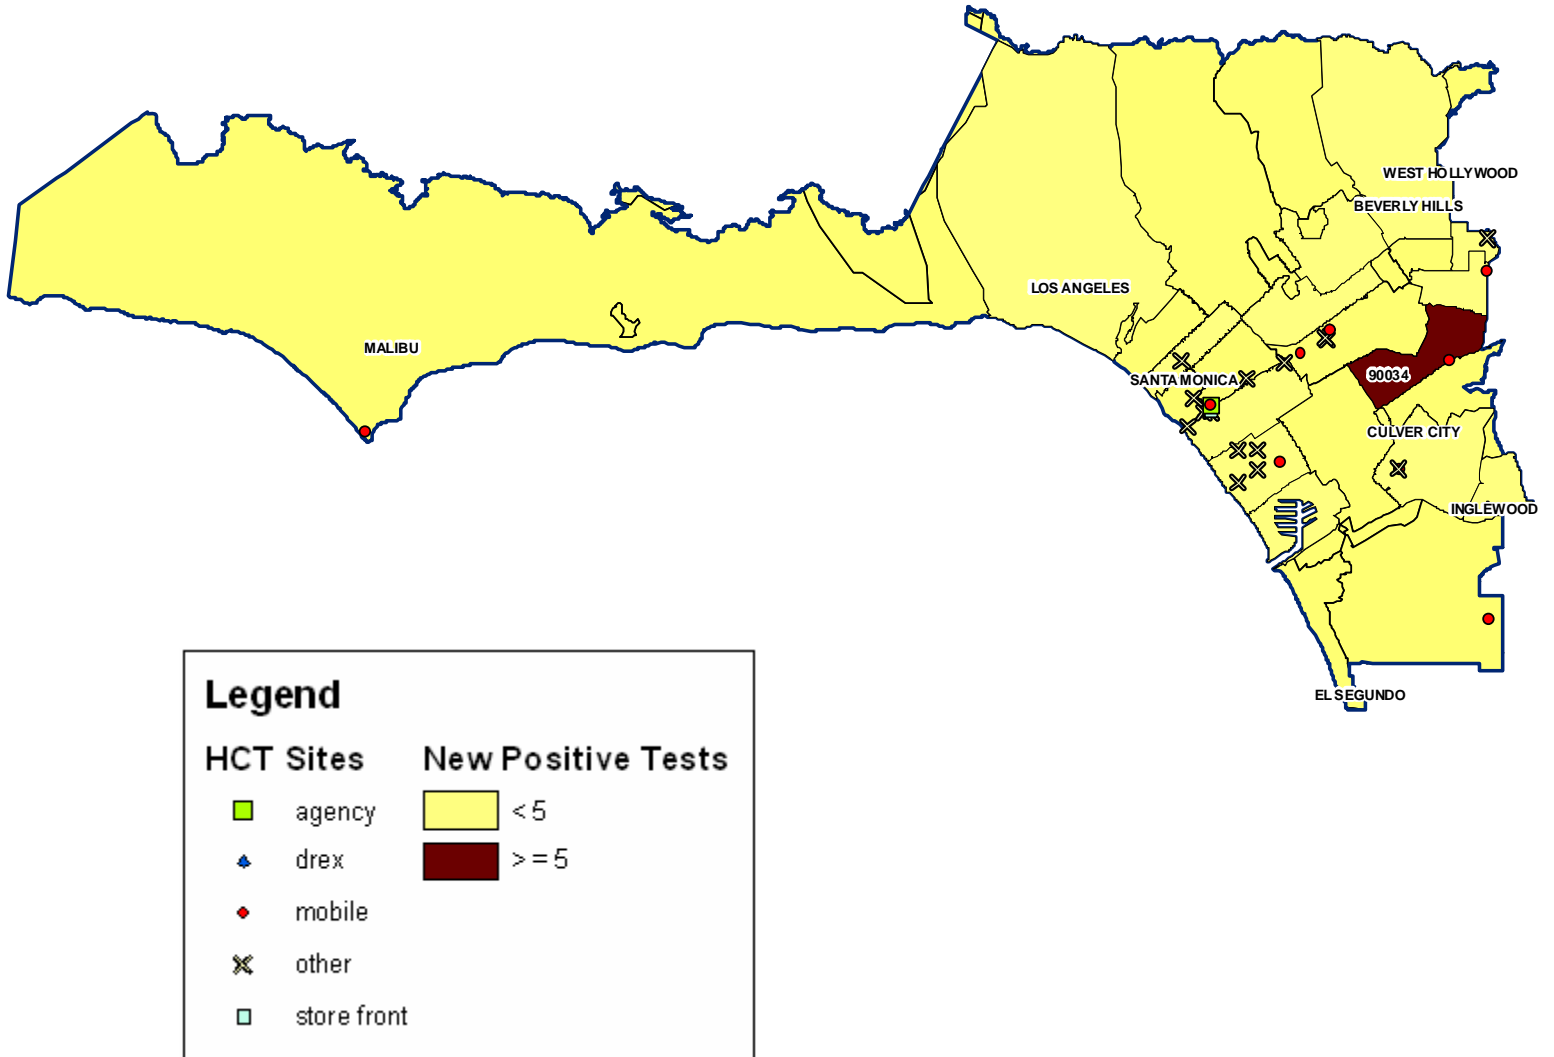 WEST HOLLYWOOD
BEVERLY HILLS
LOS ANGELES
MALIBU
SANTA MONICA
90034
CULVER CITY
INGLEWOOD
EL SEGUNDO
Legend
HCT Sites New Positive Tests
agency < 5
drex > = 5
mobile
other
store front